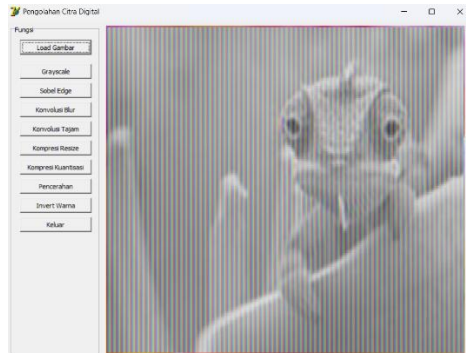 Pengolahan Citra Digital
Fungsi
Load Gambar
Grayscale
Sobel Edge
Konvolusi Blur
Konvolusi Tajam
Kompresi Resize
Kompresi Kuantisasi
Pencerahan
Invert Warna
Keluar